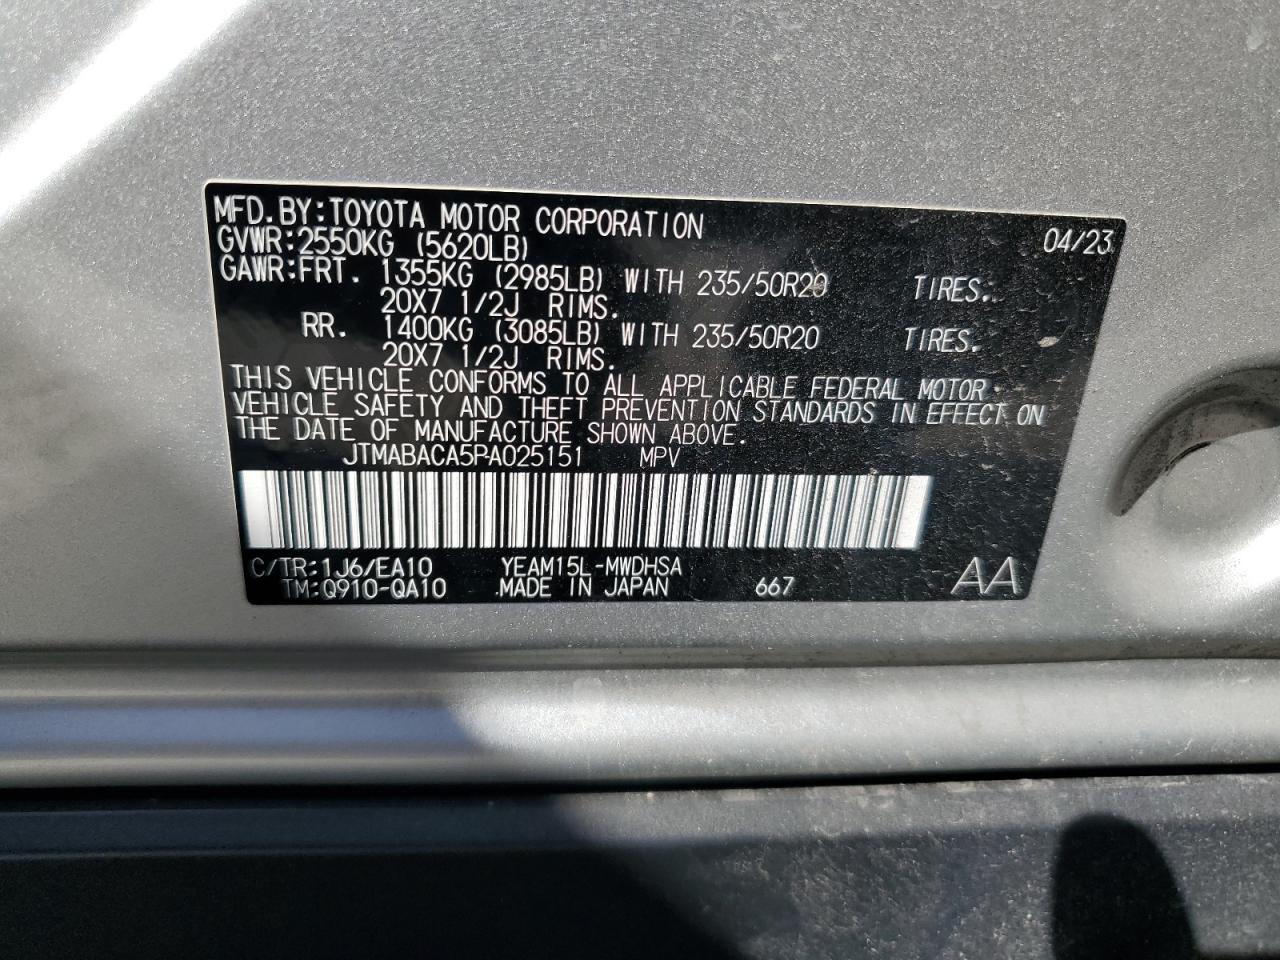 MFD.BY:TOYOTA MOTOR CORPORATION 04/23
GVWR:2550KG (5620LB)
GAWR:FRT. 1355KG (2985LB) WITH 235/50R20 TIRES.
20X7 1/2J RIMS.
RR. 1400KG (3085LB) WITH 235/50R20 TIRES.
20X7 1/2J RIMS.
THIS VEHICLE CONFORMS TO ALL APPLICABLE FEDERAL MOTOR
VEHICLE SAFETY AND THEFT PREVENTION STANDARDS IN EFFECT ON
THE DATE OF MANUFACTURE SHOWN ABOVE.
JTMABACA5PA025151 MPV
C/TR:1J6/EA10 YEAM15L-MWDHSA
TM:Q910-QA10 MADE IN JAPAN 667 AA